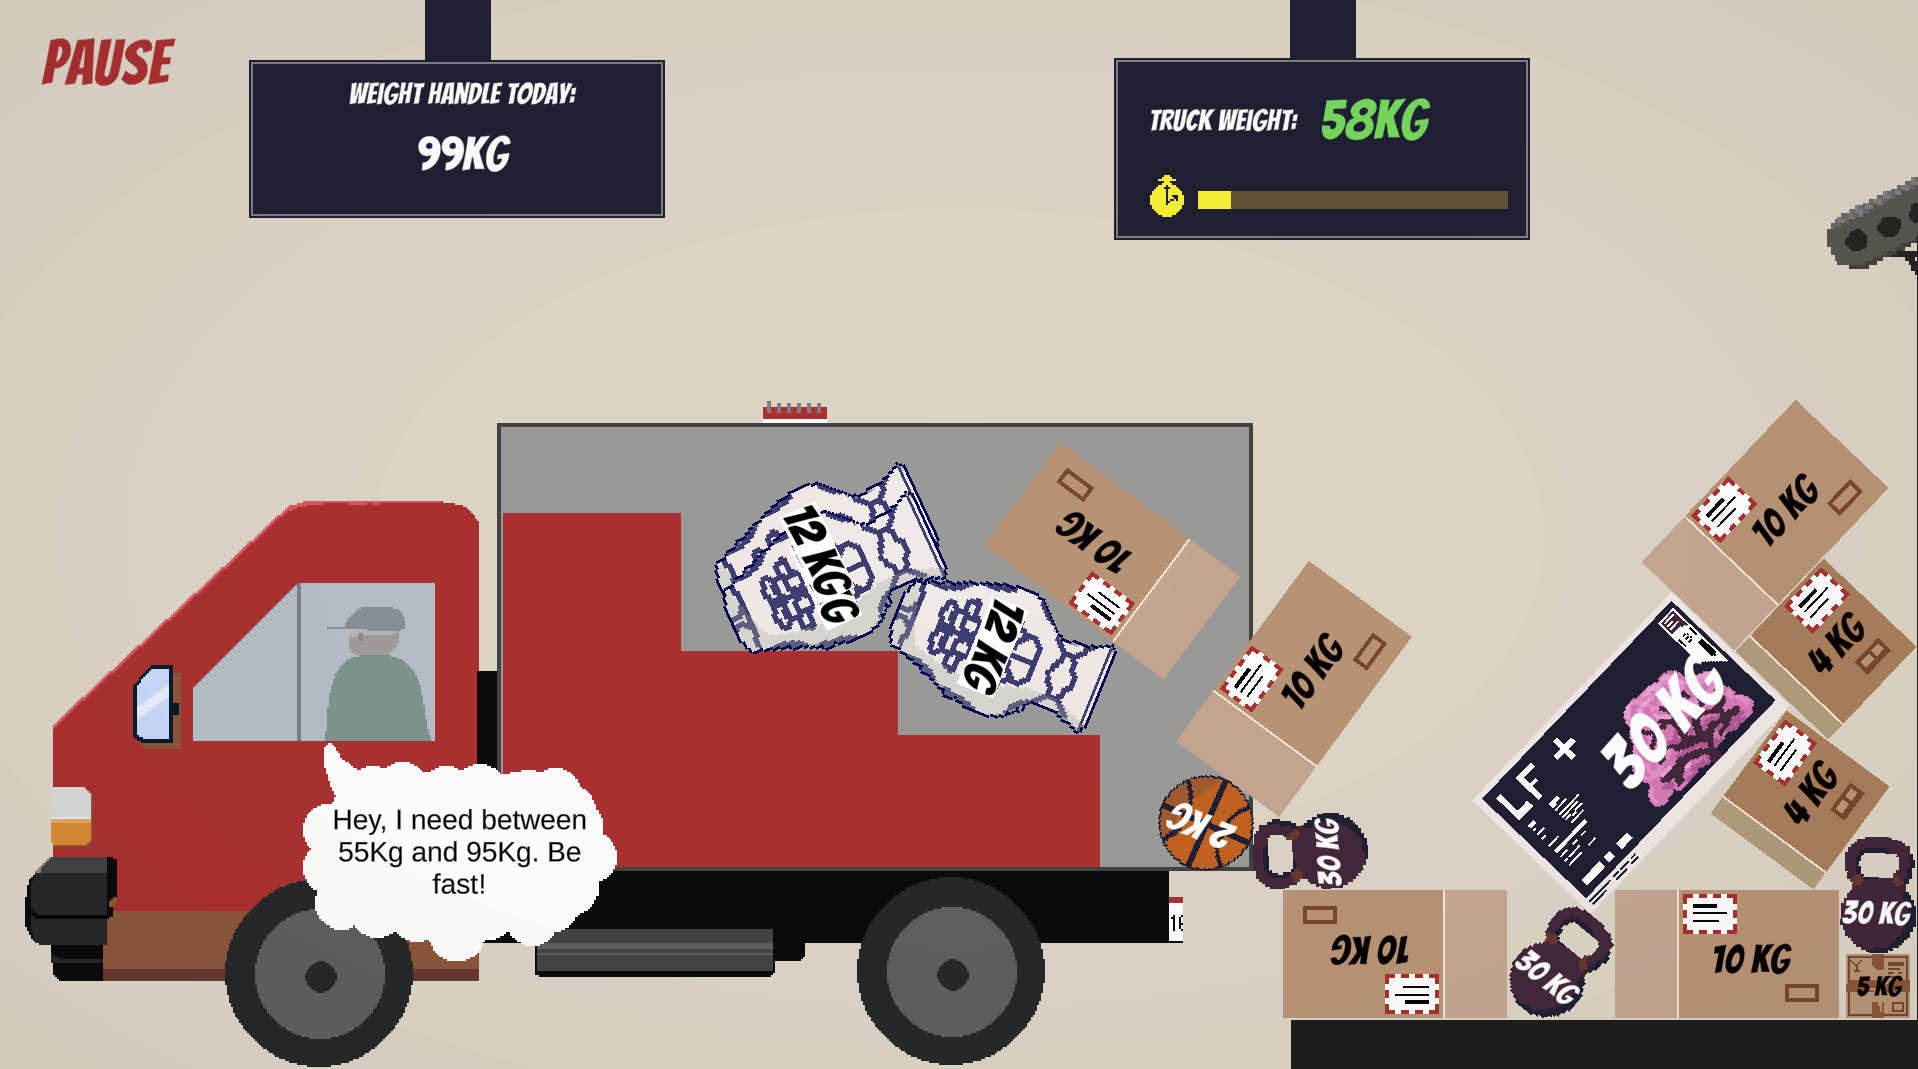 PAUSE
WEIGHT HANDLE TODAY:
99KG
TRUCK WEIGHT: 58KG
12 KG
12 KG
10 KG
10 KG
2 KG
30 KG
10 KG
4 KG
30 KG
LF +
4 KG
30 KG
5 KG
10 KG
30 KG
10 KG
Hey, I need between
55Kg and 95Kg. Be
fast!